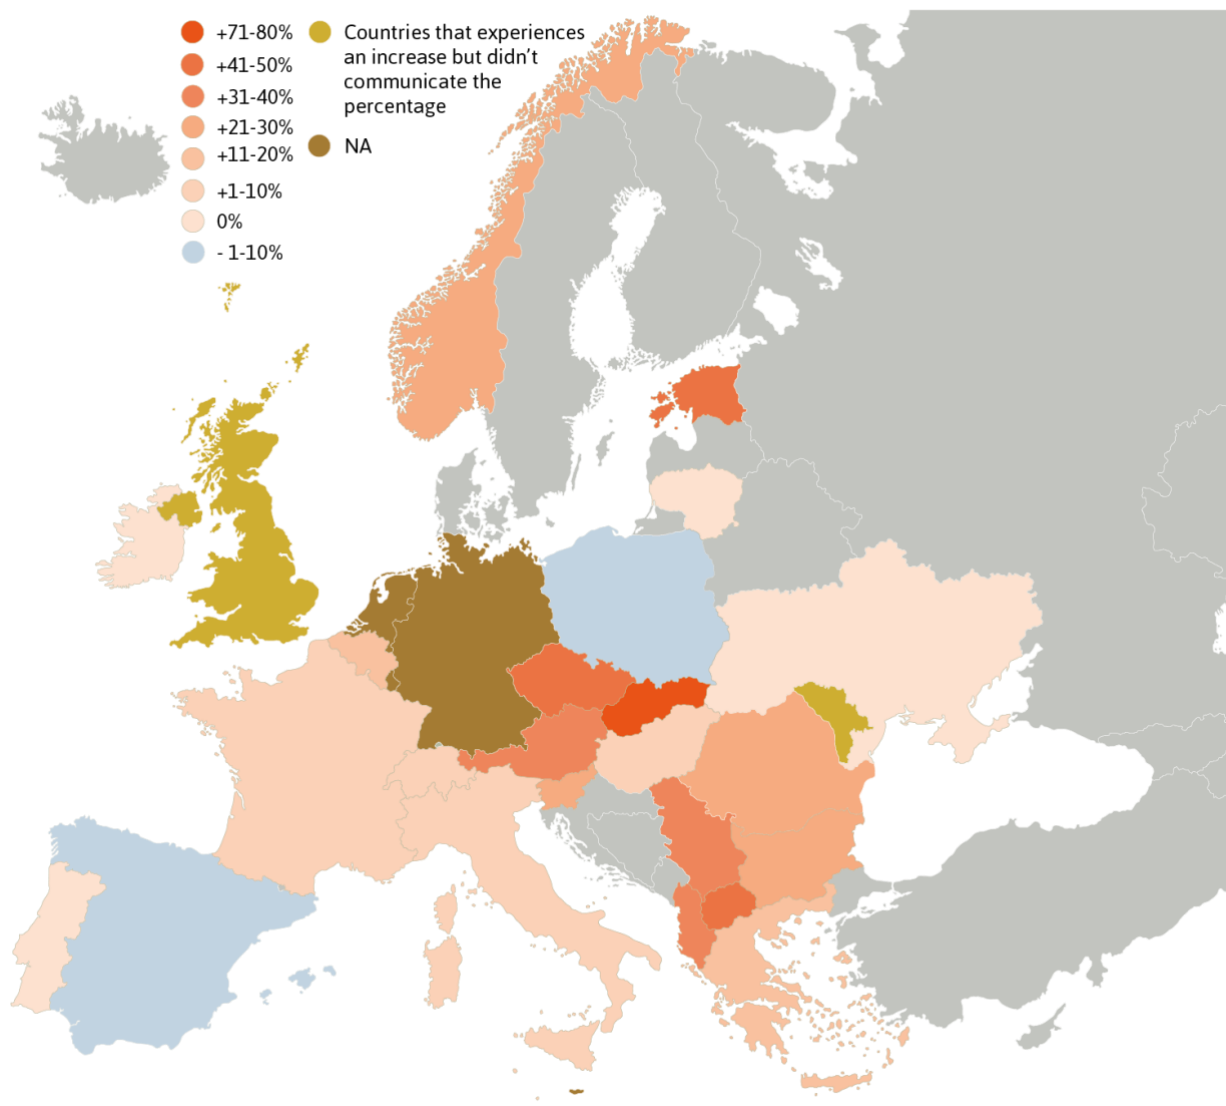 +71-80%
+41-50%
+31-40%
+21-30%
+11-20%
+1-10%
0%
- 1-10%
Countries that experiences
an increase but didn't
communicate the
percentage
NA